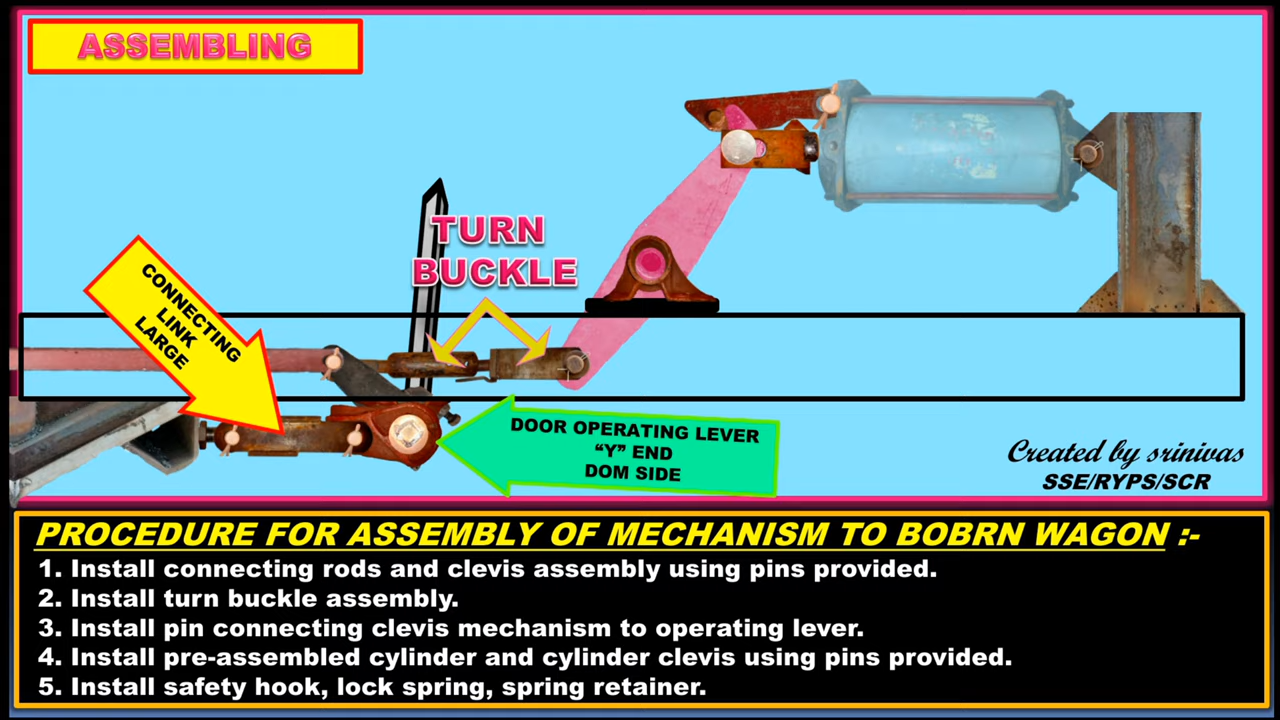 ASSEMBLING
TURN
BUCKLE
CONNECTING
LINK
LARGE
DOOR OPERATING LEVER
“Y” END
DOM SIDE
Created by srinivas
SSE/RYPS/SCR
PROCEDURE FOR ASSEMBLY OF MECHANISM TO BOBRN WAGON :-
1. Install connecting rods and clevis assembly using pins provided.
2. Install turn buckle assembly.
3. Install pin connecting clevis mechanism to operating lever.
4. Install pre-assembled cylinder and cylinder clevis using pins provided.
5. Install safety hook, lock spring, spring retainer.